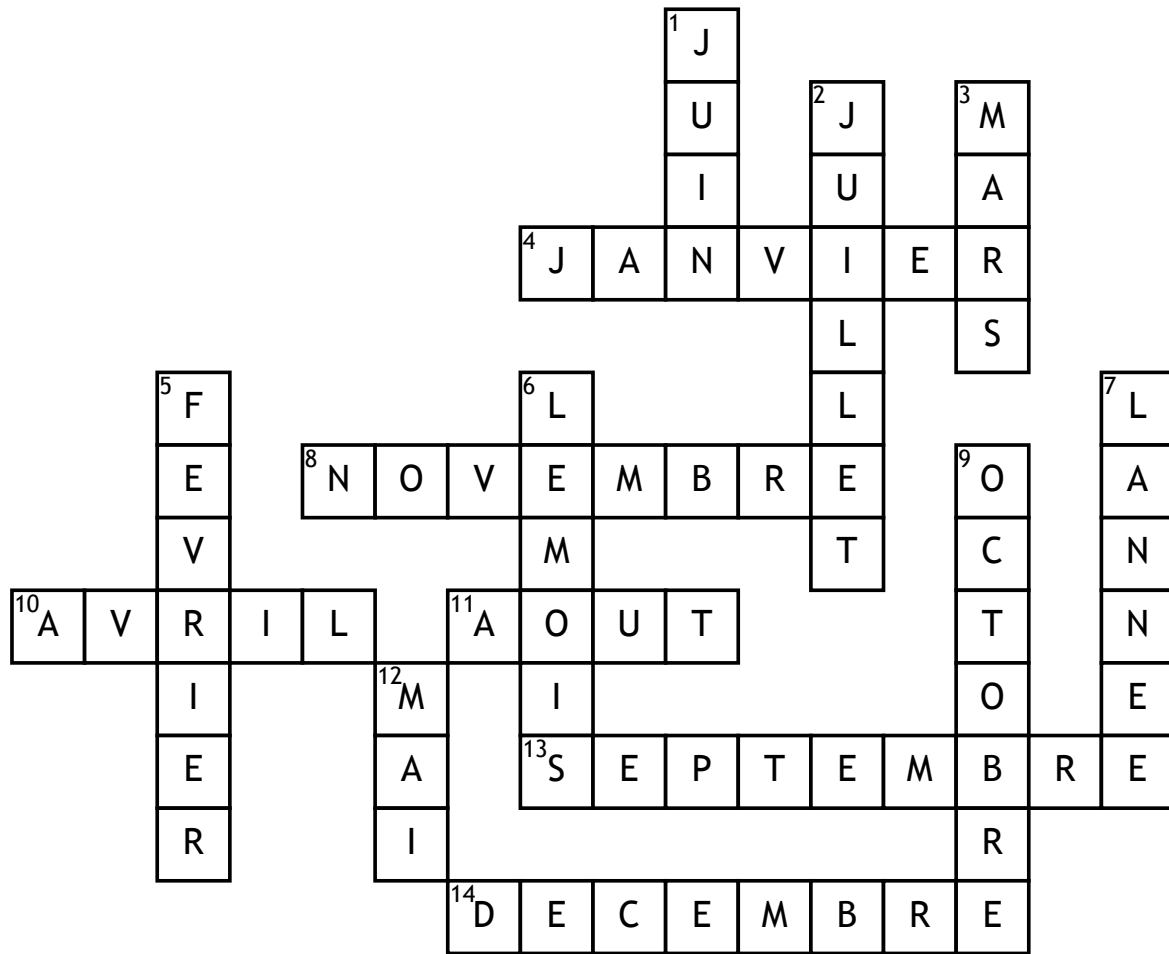 1 J
U 2 J 3 M
I U A
4 J A N V I E R
L S
5 F 6 L L 7 L
E 8 N O V E M B R E 9 O A
V M T C N
10 A V R I L 11 A O U T T N
I 12 M I O E
E A 13 S E P T E M B R E
R I R
14 D E C E M B R E